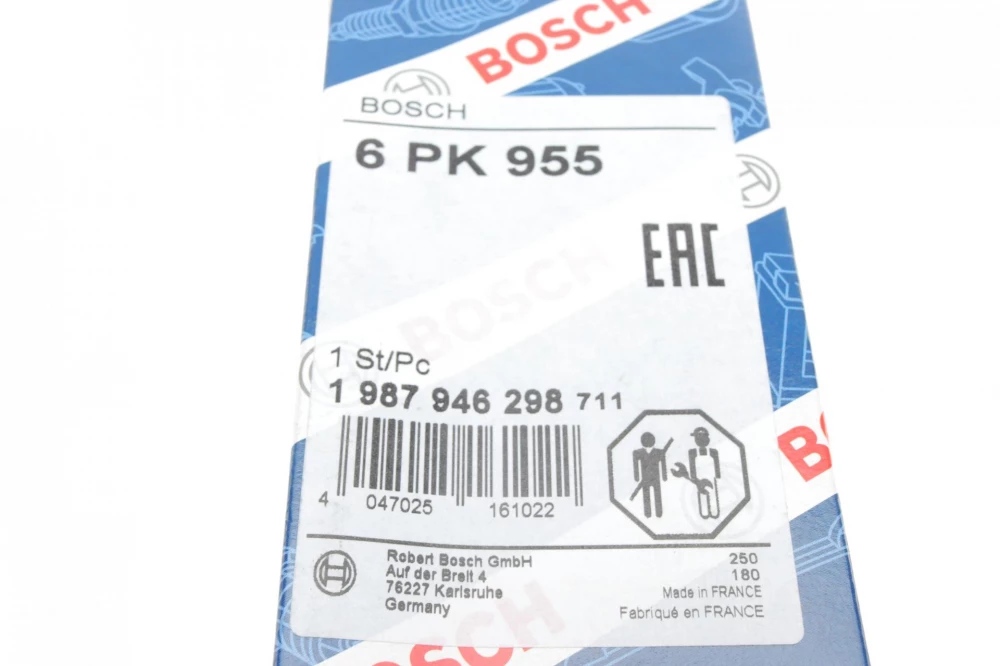 BOSCH
BOSCH
6 PK 955
EAC
BOSCH
1 St/Pc
1 987 946 298 711
4 047025 161022
Robert Bosch GmbH
Auf der Breit 4
76227 Karlsruhe
Germany
250
180
Made in FRANCE
Fabriqué en FRANCE
B
BOSCH